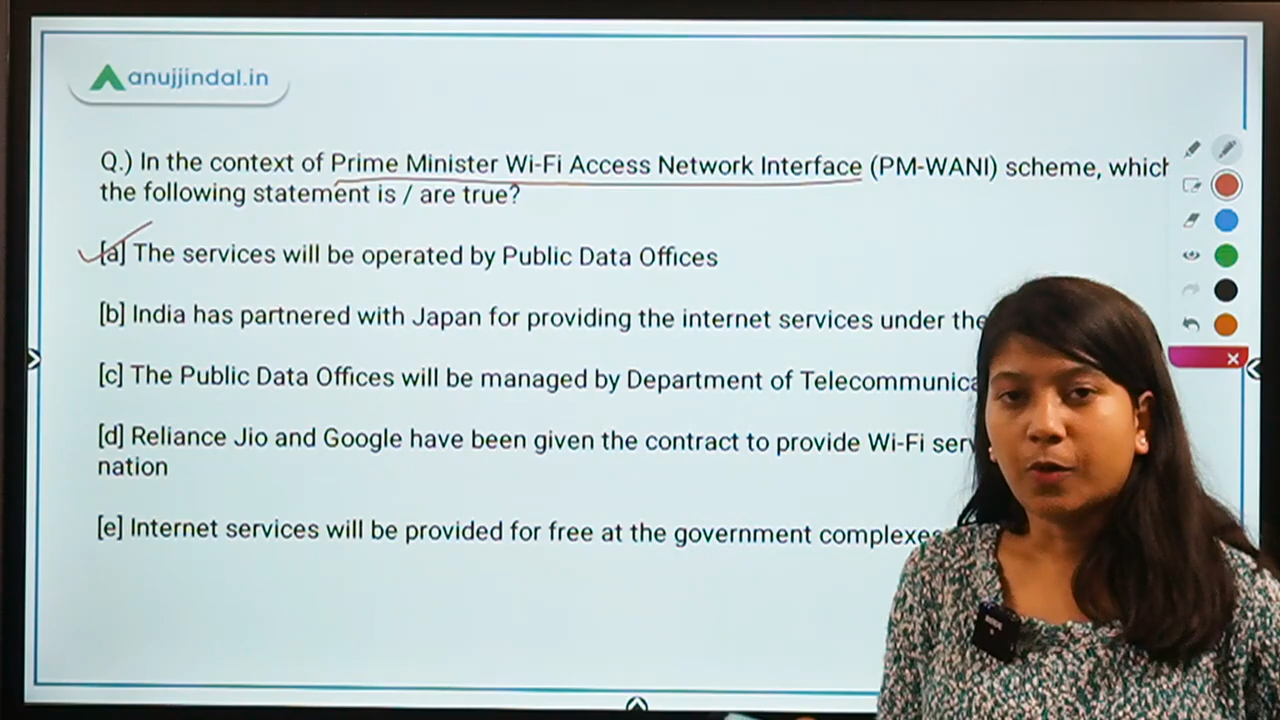 anujjindal.in
Q.) In the context of Prime Minister Wi-Fi Access Network Interface (PM-WANI) scheme, which
the following statement is / are true?
[a] The services will be operated by Public Data Offices
[b] India has partnered with Japan for providing the internet services under the
[c] The Public Data Offices will be managed by Department of
[d] Reliance Jio and Google have been given the contract to provide Wi-Fi
nation
[e] Internet services will be provided for free at the government